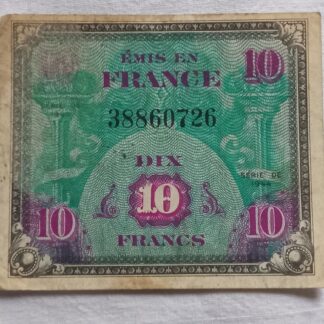 ÉMIS EN
FRANCE 10
38860726
DIX
SERIE DE
1944
10 10 10
FRANCS